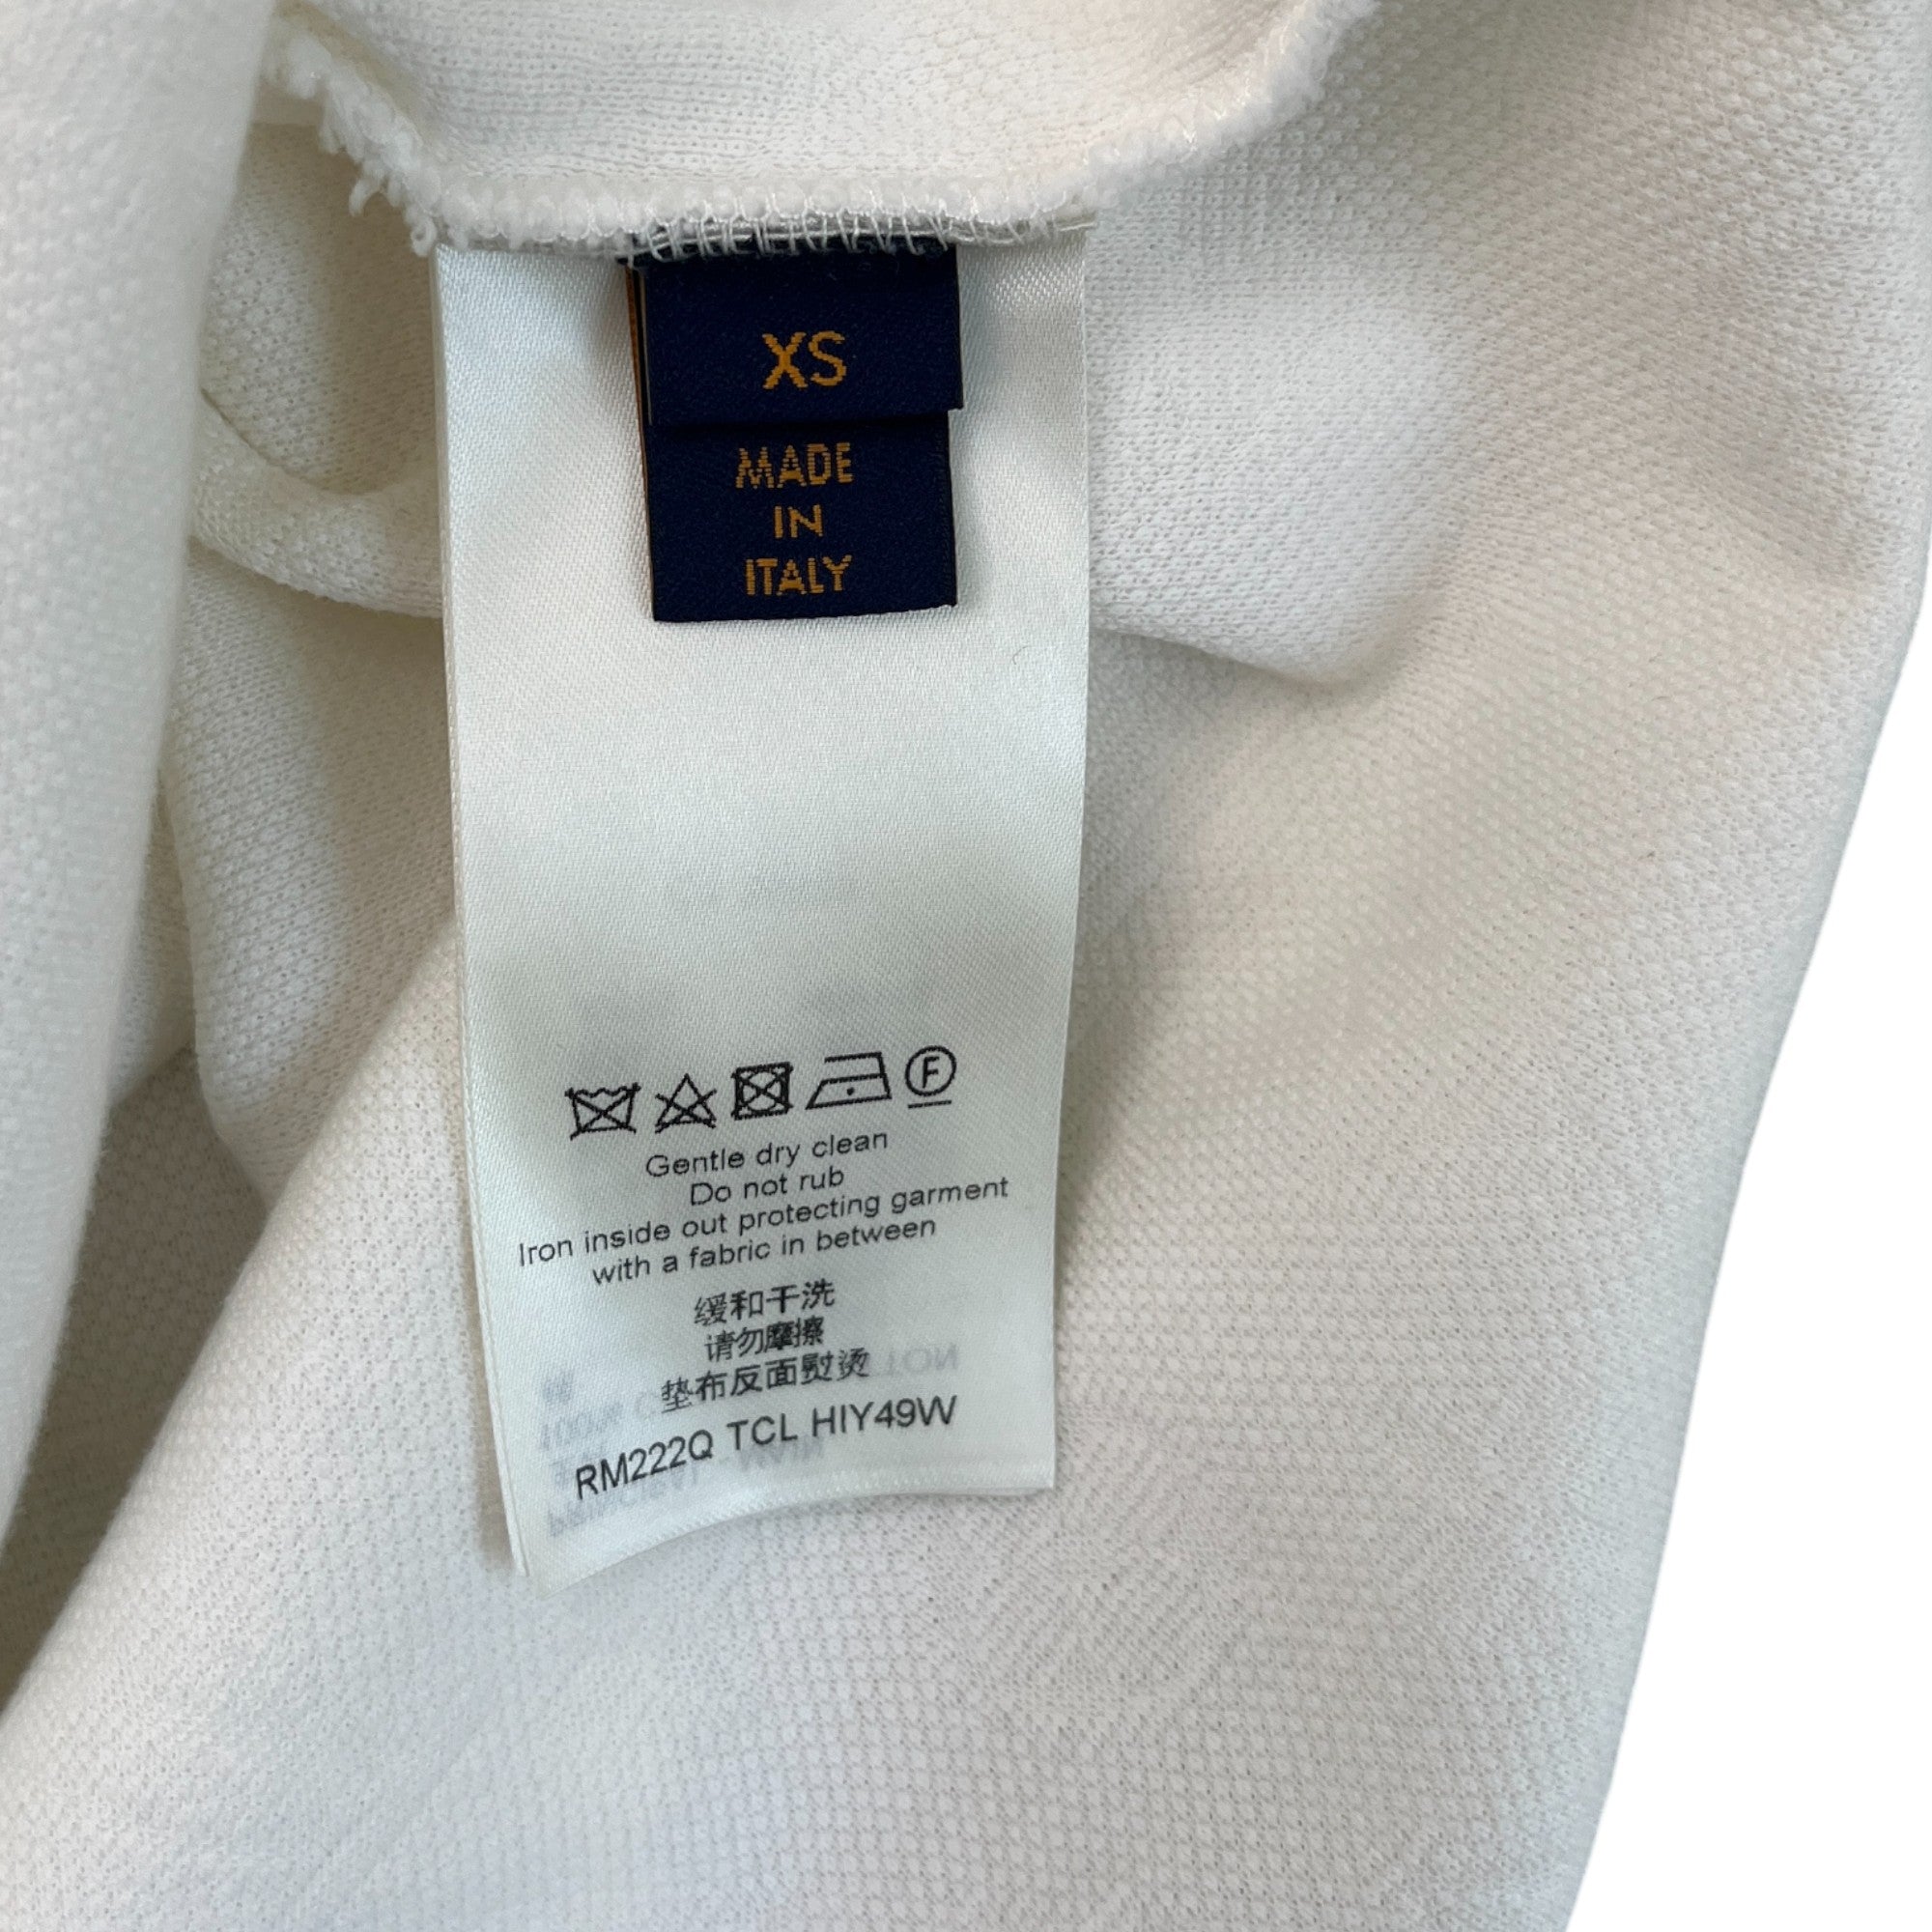 XS
MADE
IN
ITALY
F
Gentle dry clean
Do not rub
Iron inside out protecting garment
with a fabric in between
缓和干洗
请勿摩擦
垫布反面熨烫
RM222Q TCL HIY49W